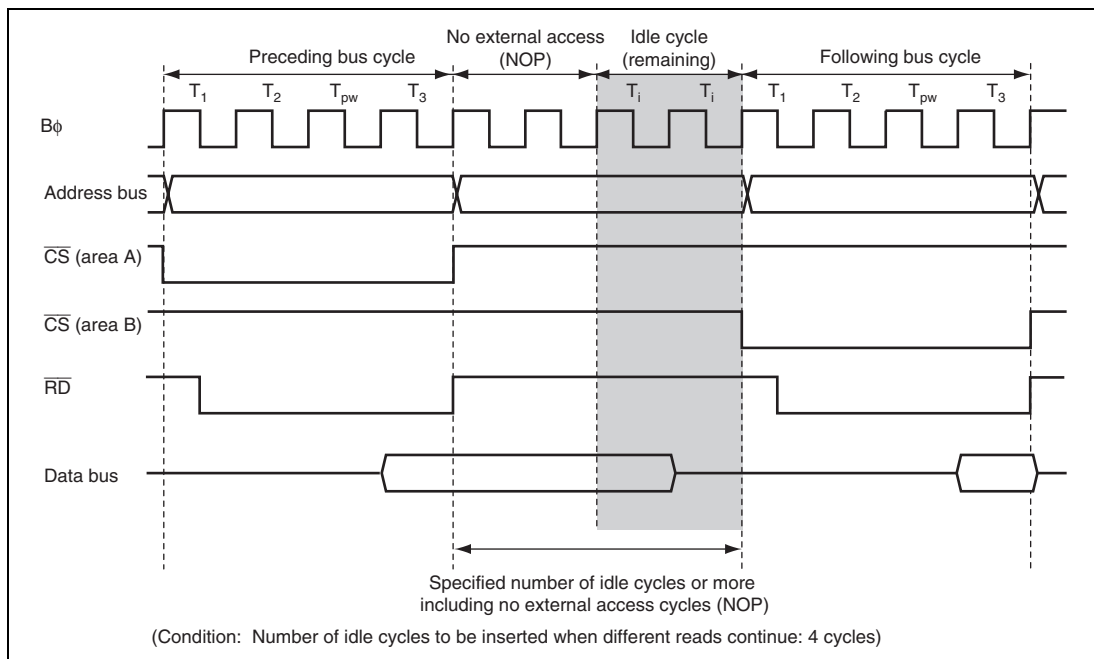 No external access
(NOP)
Idle cycle
(remaining)
Preceding bus cycle
Following bus cycle
T1 T2 Tpw T3 Ti Ti T1 T2 Tpw T3
Bφ
Address bus
C̅S̅ (area A)
C̅S̅ (area B)
R̅D̅
Data bus
Specified number of idle cycles or more
including no external access cycles (NOP)
(Condition: Number of idle cycles to be inserted when different reads continue: 4 cycles)